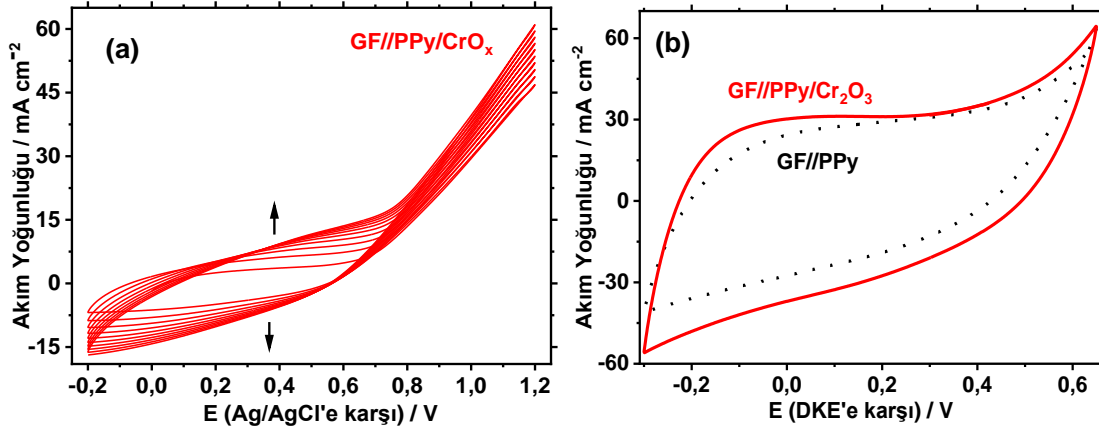 (a)
GF//PPy/CrOₓ
Akım Yoğunluğu / mA cm⁻²
60
45
30
15
0
-15
-0,2 0,0 0,2 0,4 0,6 0,8 1,0 1,2
E (Ag/AgCl'e karşı) / V
(b)
GF//PPy/Cr₂O₃
GF//PPy
Akım Yoğunluğu / mA cm⁻²
60
30
0
-30
-60
-0,2 0,0 0,2 0,4 0,6
E (DKE'e karşı) / V